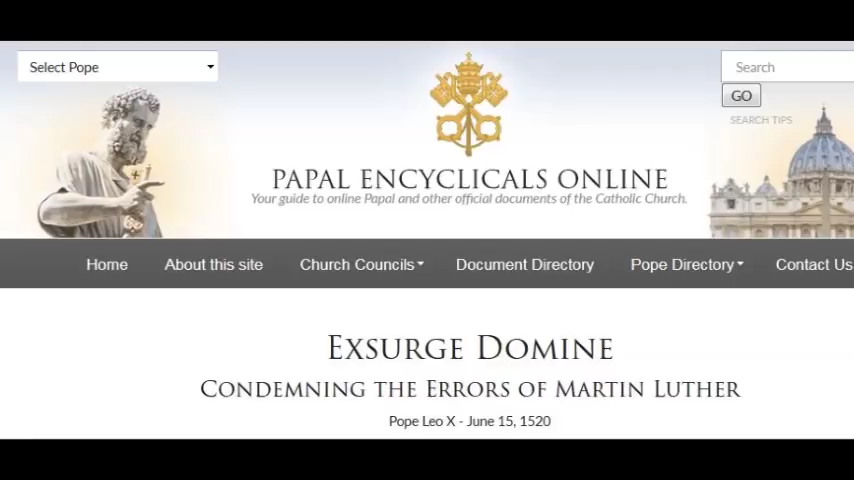 Select Pope
Search
GO
SEARCH TIPS
PAPAL ENCYCLICALS ONLINE
Your guide to online Papal and other official documents of the Catholic Church.
Home About this site Church Councils Document Directory Pope Directory Contact Us
EXSURGE DOMINE
CONDEMNING THE ERRORS OF MARTIN LUTHER
Pope Leo X - June 15, 1520